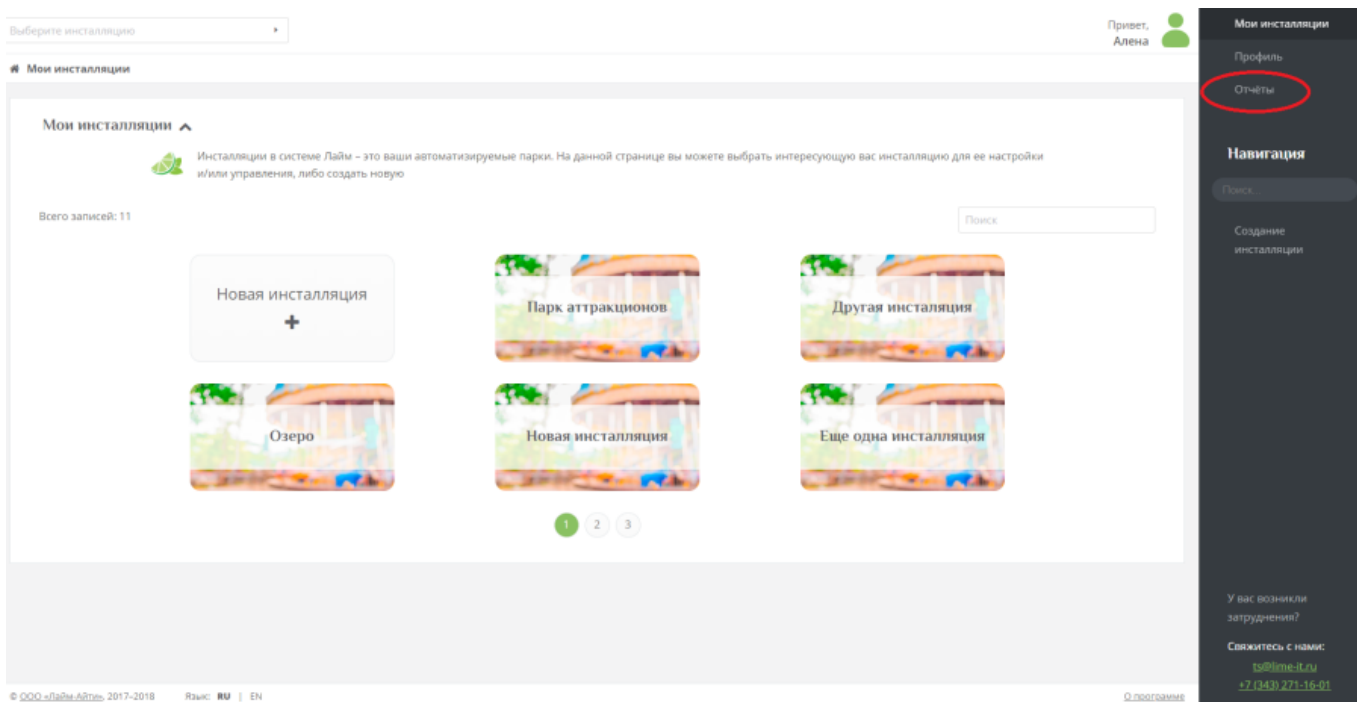 Выберите инсталляцию
Привет,
Алена
Мои инсталляции
Мои инсталляции
Инсталляции в системе Лайм – это ваши автоматизируемые парки. На данной странице вы можете выбрать интересующую вас инсталляцию для ее настройки
и/или управления, либо создать новую
Всего записей: 11
Поиск
Новая инсталляция
Парк аттракционов
Другая инсталяция
Озеро
Новая инсталляция
Еще одна инсталляция
1 2 3
© ООО «Лайм-Айти», 2017–2018 Язык: RU | EN
О программе
Мои инсталляции
Профиль
Отчёты
Навигация
Поиск...
Создание
инсталляции
У вас возникли
затруднения?
Свяжитесь с нами:
ts@lime-it.ru
+7 (343) 271-16-01